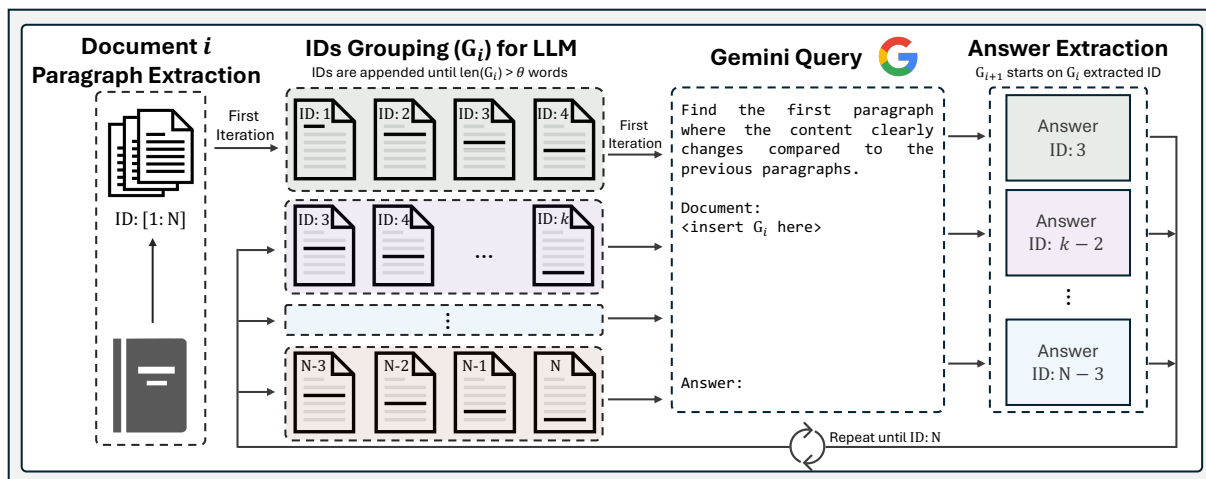 Document i
Paragraph Extraction
ID: [1: N]
First
Iteration
IDs Grouping (Gᵢ) for LLM
IDs are appended until len(Gᵢ) > θ words
ID: 1
ID: 2
ID: 3
ID: 4
ID: 3
ID: 4
...
ID: k
⋮
N-3
N-2
N-1
N
First
Iteration
Gemini Query
Find the first paragraph
where the content clearly
changes compared to the
previous paragraphs.
Document:
<insert Gᵢ here>
Answer:
Answer Extraction
Gᵢ₊₁ starts on Gᵢ extracted ID
Answer
ID: 3
Answer
ID: k − 2
⋮
Answer
ID: N − 3
Repeat until ID: N